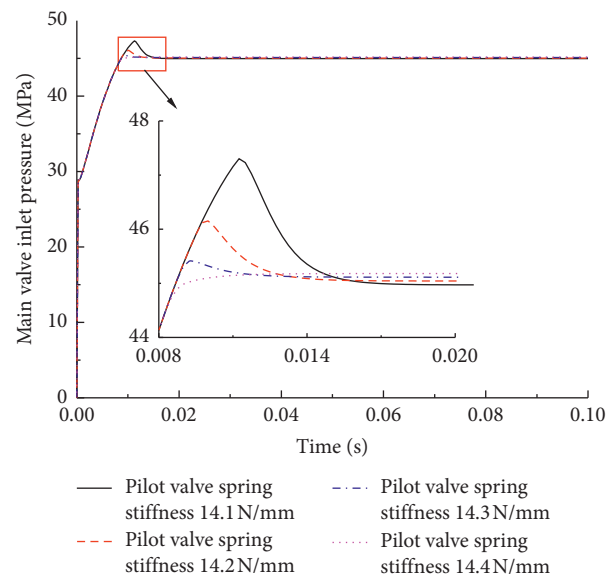 50
40
30
20
10
0
Main valve inlet pressure (MPa)
48
46
44
0.008
0.014
0.020
0.00
0.02
0.04
0.06
0.08
0.10
Time (s)
Pilot valve spring
stiffness 14.1 N/mm
Pilot valve spring
stiffness 14.2 N/mm
Pilot valve spring
stiffness 14.3 N/mm
Pilot valve spring
stiffness 14.4 N/mm